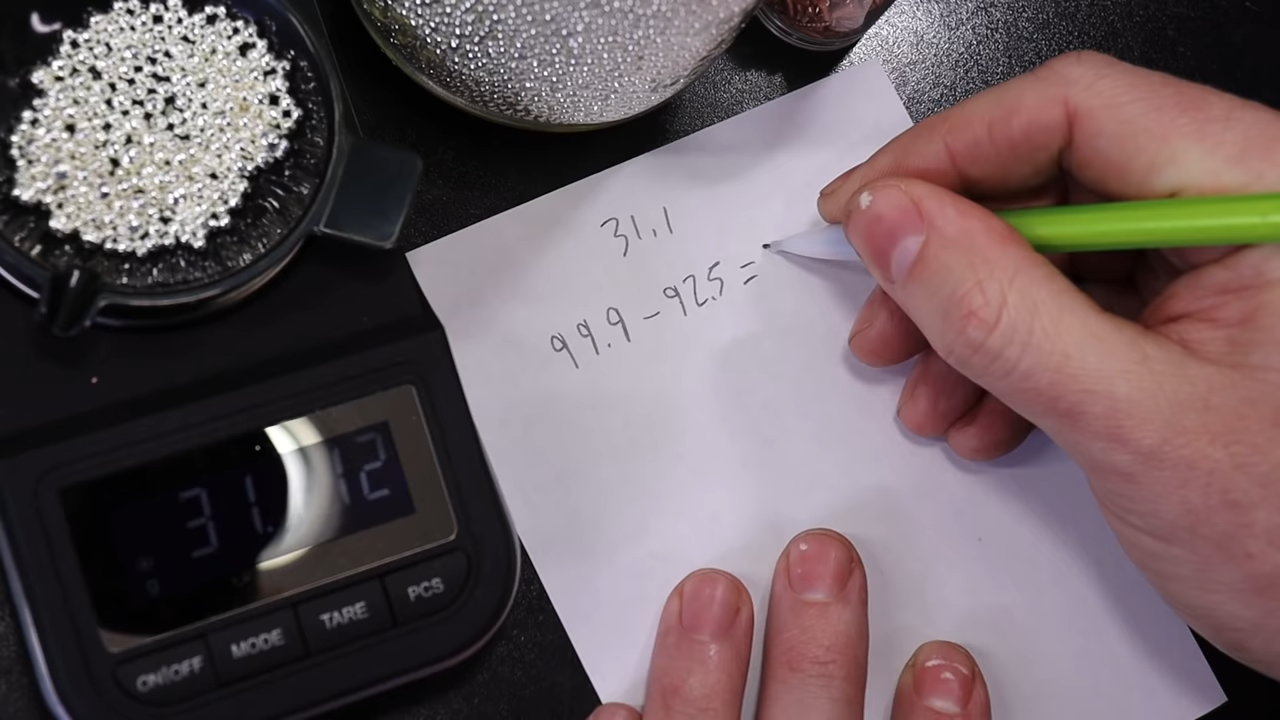 31.1
99.9 - 92.5 =
31.12
ON|OFF
MODE
TARE
PCS